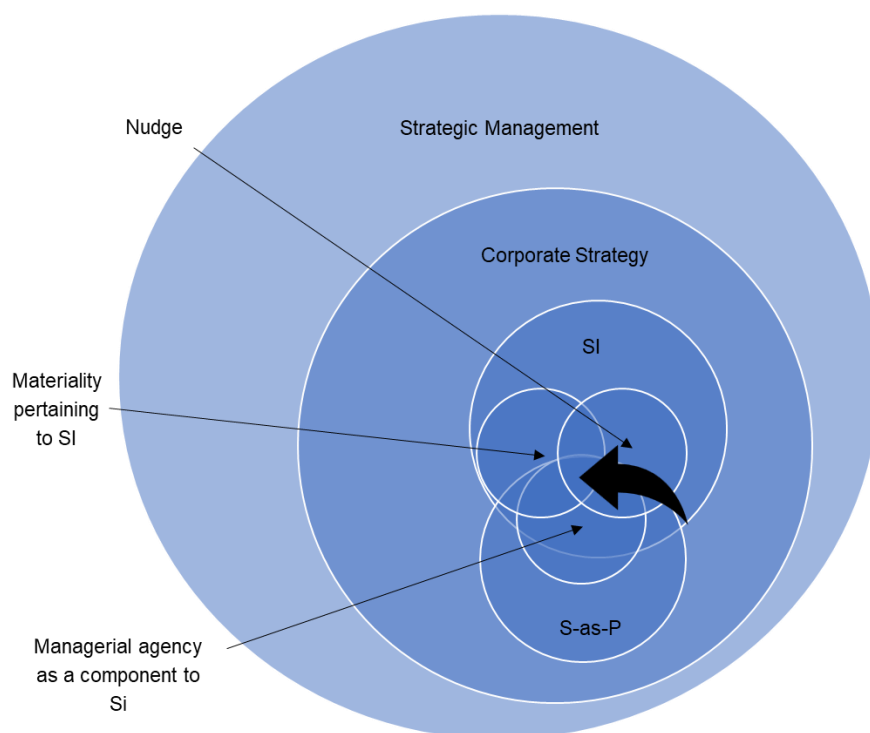 Nudge
Strategic Management
Corporate Strategy
SI
Materiality
pertaining
to SI
S-as-P
Managerial agency
as a component to
Si